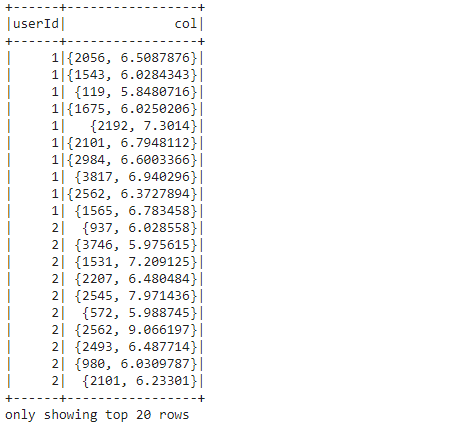 +------+-----------------+
|userId|              col|
+------+-----------------+
|     1|{2056, 6.5087876}|
|     1|{1543, 6.0284343}|
|     1| {119, 5.8480716}|
|     1|{1675, 6.0250206}|
|     1|   {2192, 7.3014}|
|     1|{2101, 6.7948112}|
|     1|{2984, 6.6003366}|
|     1| {3817, 6.940296}|
|     1|{2562, 6.3727894}|
|     1| {1565, 6.783458}|
|     2|  {937, 6.028558}|
|     2| {3746, 5.975615}|
|     2| {1531, 7.209125}|
|     2| {2207, 6.480484}|
|     2| {2545, 7.971436}|
|     2|  {572, 5.988745}|
|     2| {2562, 9.066197}|
|     2| {2493, 6.487714}|
|     2| {980, 6.0309787}|
|     2|  {2101, 6.23301}|
+------+-----------------+
only showing top 20 rows